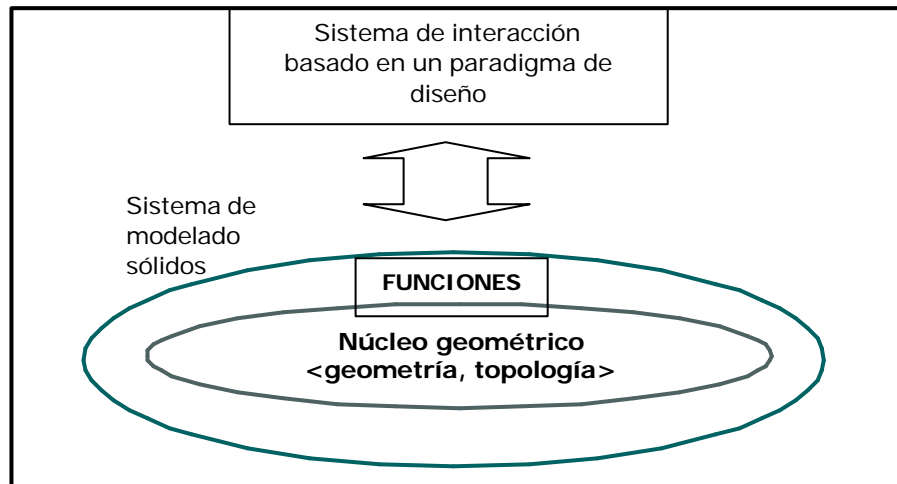 Sistema de interacción
basado en un paradigma de
diseño
Sistema de
modelado
sólidos
FUNCIONES
Núcleo geométrico
<geometría, topología>